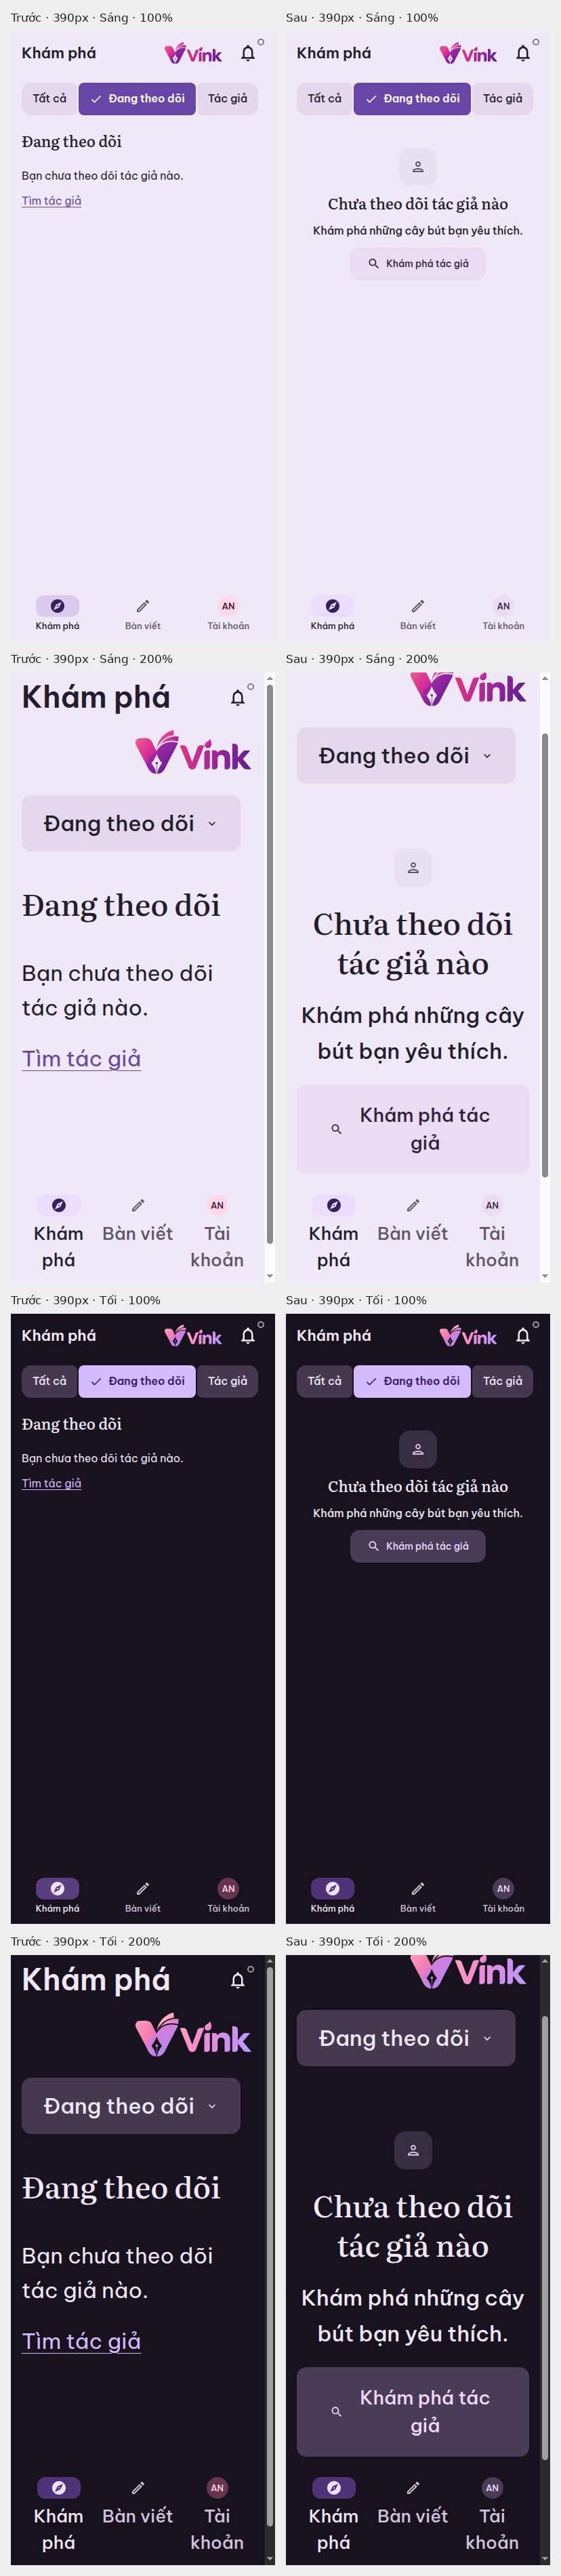 Trước · 390px · Sáng · 100%
Khám phá
Vink
Tất cả
Đang theo dõi
Tác giả
Đang theo dõi
Bạn chưa theo dõi tác giả nào.
Tìm tác giả
AN
Khám phá
Bàn viết
Tài khoản
Sau · 390px · Sáng · 100%
Khám phá
Vink
Tất cả
Đang theo dõi
Tác giả
Chưa theo dõi tác giả nào
Khám phá những cây bút bạn yêu thích.
Khám phá tác giả
AN
Khám phá
Bàn viết
Tài khoản
Trước · 390px · Sáng · 200%
Khám phá
Vink
Đang theo dõi
Đang theo dõi
Bạn chưa theo dõi
tác giả nào.
Tìm tác giả
AN
Khám
phá
Bàn viết
Tài
khoản
Sau · 390px · Sáng · 200%
Vink
Đang theo dõi
Chưa theo dõi
tác giả nào
Khám phá những cây
bút bạn yêu thích.
Khám phá tác
giả
AN
Khám
phá
Bàn viết
Tài
khoản
Trước · 390px · Tối · 100%
Khám phá
Vink
Tất cả
Đang theo dõi
Tác giả
Đang theo dõi
Bạn chưa theo dõi tác giả nào.
Tìm tác giả
AN
Khám phá
Bàn viết
Tài khoản
Sau · 390px · Tối · 100%
Khám phá
Vink
Tất cả
Đang theo dõi
Tác giả
Chưa theo dõi tác giả nào
Khám phá những cây bút bạn yêu thích.
Khám phá tác giả
AN
Khám phá
Bàn viết
Tài khoản
Trước · 390px · Tối · 200%
Khám phá
Vink
Đang theo dõi
Đang theo dõi
Bạn chưa theo dõi
tác giả nào.
Tìm tác giả
AN
Khám
phá
Bàn viết
Tài
khoản
Sau · 390px · Tối · 200%
Vink
Đang theo dõi
Chưa theo dõi
tác giả nào
Khám phá những cây
bút bạn yêu thích.
Khám phá tác
giả
AN
Khám
phá
Bàn viết
Tài
khoản